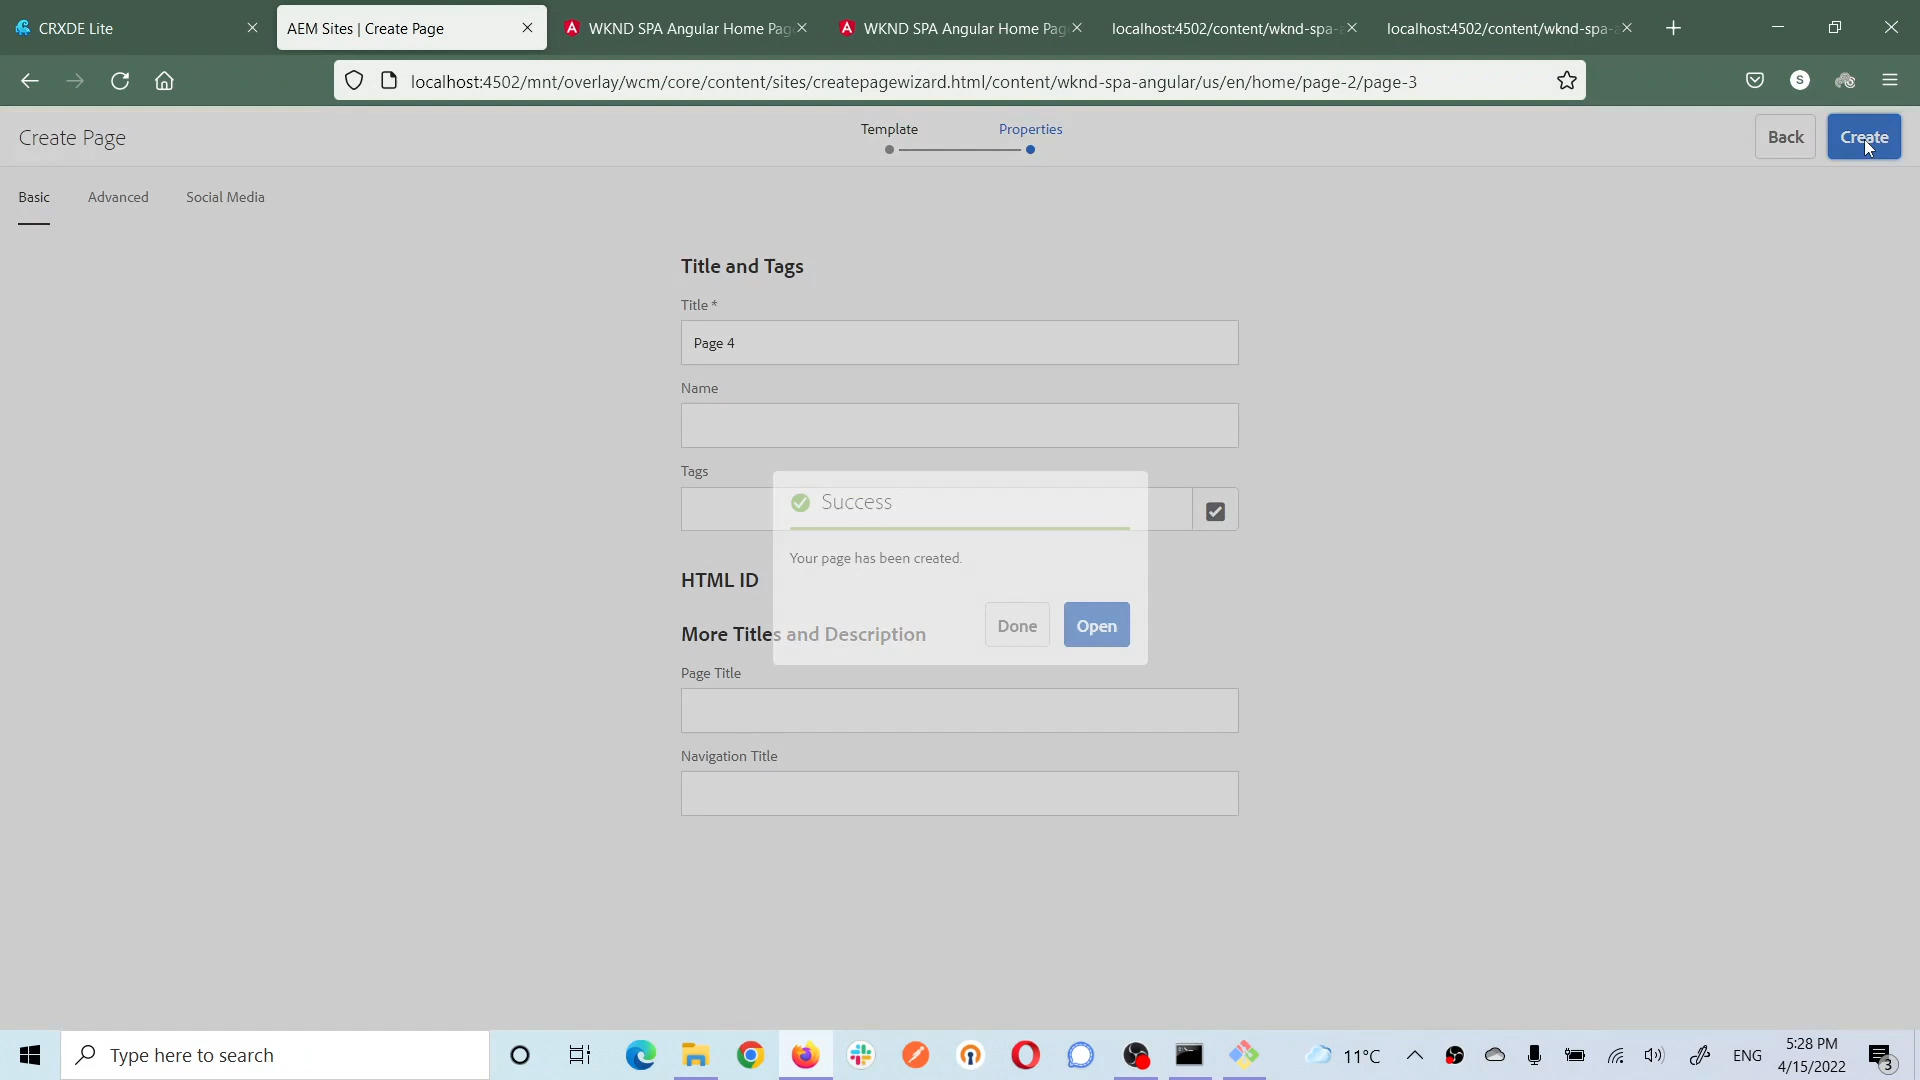 CRXDE Lite
AEM Sites | Create Page
WKND SPA Angular Home Pag
WKND SPA Angular Home Pag
localhost:4502/content/wknd-spa-a
localhost:4502/content/wknd-spa-a
localhost:4502/mnt/overlay/wcm/core/content/sites/createpagewizard.html/content/wknd-spa-angular/us/en/home/page-2/page-3
S
Create Page
Template
Properties
Back
Create
Basic
Advanced
Social Media
Title and Tags
Title *
Page 4
Name
Tags
Success
Your page has been created.
HTML ID
Done
Open
More Titles and Description
Page Title
Navigation Title
Type here to search
11°C
ENG
5:28 PM
4/15/2022
3